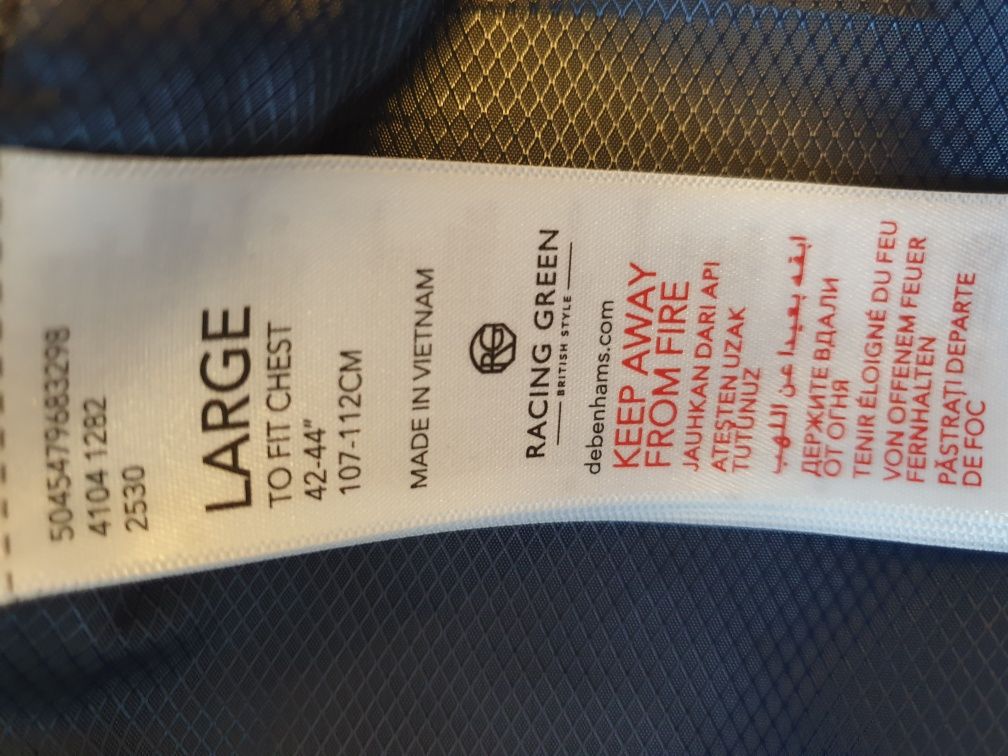 5045479683298
4104 1282
2530
LARGE
TO FIT CHEST
42-44"
107-112CM
MADE IN VIETNAM
RG
RACING GREEN
BRITISH STYLE
debenhams.com
KEEP AWAY
FROM FIRE
JAUHKAN DARI API
ATEŞTEN UZAK
TUTUNUZ
ابقه بعيدا عن اللهب
ДЕРЖИТЕ ВДАЛИ
ОТ ОГНЯ
TENIR ÉLOIGNÉ DU FEU
VON OFFENEM FEUER
FERNHALTEN
PĂSTRAȚI DEPARTE
DE FOC